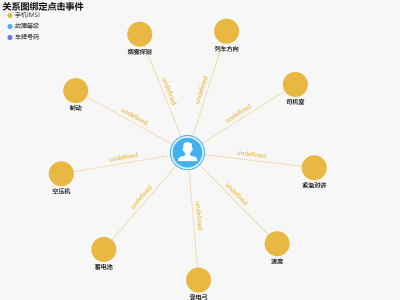 关系图绑定点击事件
手机IMSI
故障等级
车牌号码
烟雾探测
列车方向
undefined
undefined
司机室
制动
undefined
undefined
undefined
undefined
紧急对讲
空压机
undefined
undefined
undefined
速度
蓄电池
受电弓